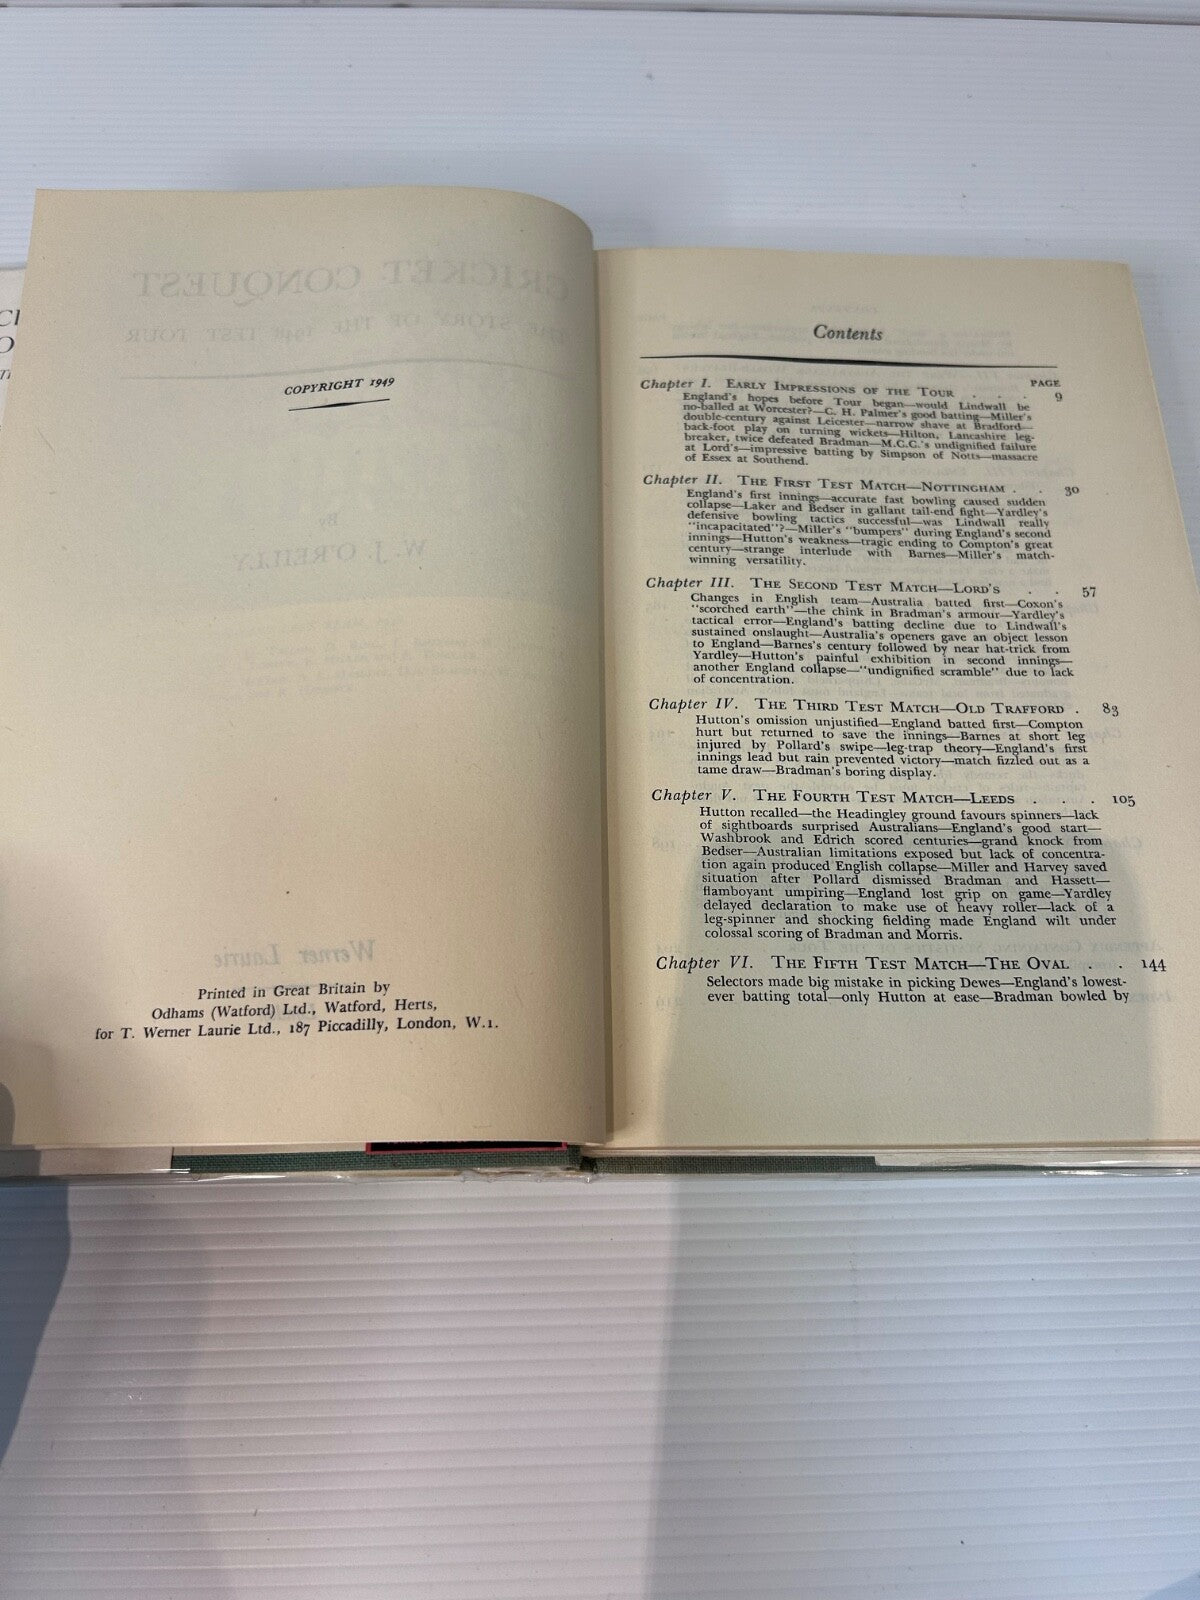 COPYRIGHT 1949
Printed in Great Britain by
Odhams (Watford) Ltd., Watford, Herts,
for T. Werner Laurie Ltd., 187 Piccadilly, London, W.1.
Contents
PAGE
Chapter I. EARLY IMPRESSIONS OF THE TOUR . . . 9
England's hopes before Tour began—would Lindwall be
no-balled at Worcester?—C. H. Palmer's good batting—Miller's
double-century against Leicester—narrow shave at Bradford—
back-foot play on turning wickets—Hilton, Lancashire leg-
breaker, twice defeated Bradman—M.C.C.'s undignified failure
at Lord's—impressive batting by Simpson of Notts—massacre
of Essex at Southend.
Chapter II. THE FIRST TEST MATCH—NOTTINGHAM . . 30
England's first innings—accurate fast bowling caused sudden
collapse—Laker and Bedser in gallant tail-end fight—Yardley's
defensive bowling tactics successful—was Lindwall really
"incapacitated"?—Miller's "bumpers" during England's second
innings—Hutton's weakness—tragic ending to Compton's great
century—strange interlude with Barnes—Miller's match-
winning versatility.
Chapter III. THE SECOND TEST MATCH—LORD'S . . 57
Changes in English team—Australia batted first—Coxon's
"scorched earth"—the chink in Bradman's armour—Yardley's
tactical error—England's batting decline due to Lindwall's
sustained onslaught—Australia's openers gave an object lesson
to England—Barnes's century followed by near hat-trick from
Yardley—Hutton's painful exhibition in second innings—
another England collapse—"undignified scramble" due to lack
of concentration.
Chapter IV. THE THIRD TEST MATCH—OLD TRAFFORD . 83
Hutton's omission unjustified—England batted first—Compton
hurt but returned to save the innings—Barnes at short leg
injured by Pollard's swipe—leg-trap theory—England's first
innings lead but rain prevented victory—match fizzled out as a
tame draw—Bradman's boring display.
Chapter V. THE FOURTH TEST MATCH—LEEDS . . . 105
Hutton recalled—the Headingley ground favours spinners—lack
of sightboards surprised Australians—England's good start—
Washbrook and Edrich scored centuries—grand knock from
Bedser—Australian limitations exposed but lack of concentra-
tion again produced English collapse—Miller and Harvey saved
situation after Pollard dismissed Bradman and Hassett—
flamboyant umpiring—England lost grip on game—Yardley
delayed declaration to make use of heavy roller—lack of a
leg-spinner and shocking fielding made England wilt under
colossal scoring of Bradman and Morris.
Chapter VI. THE FIFTH TEST MATCH—THE OVAL . . 144
Selectors made big mistake in picking Dewes—England's lowest-
ever batting total—only Hutton at ease—Bradman bowled by